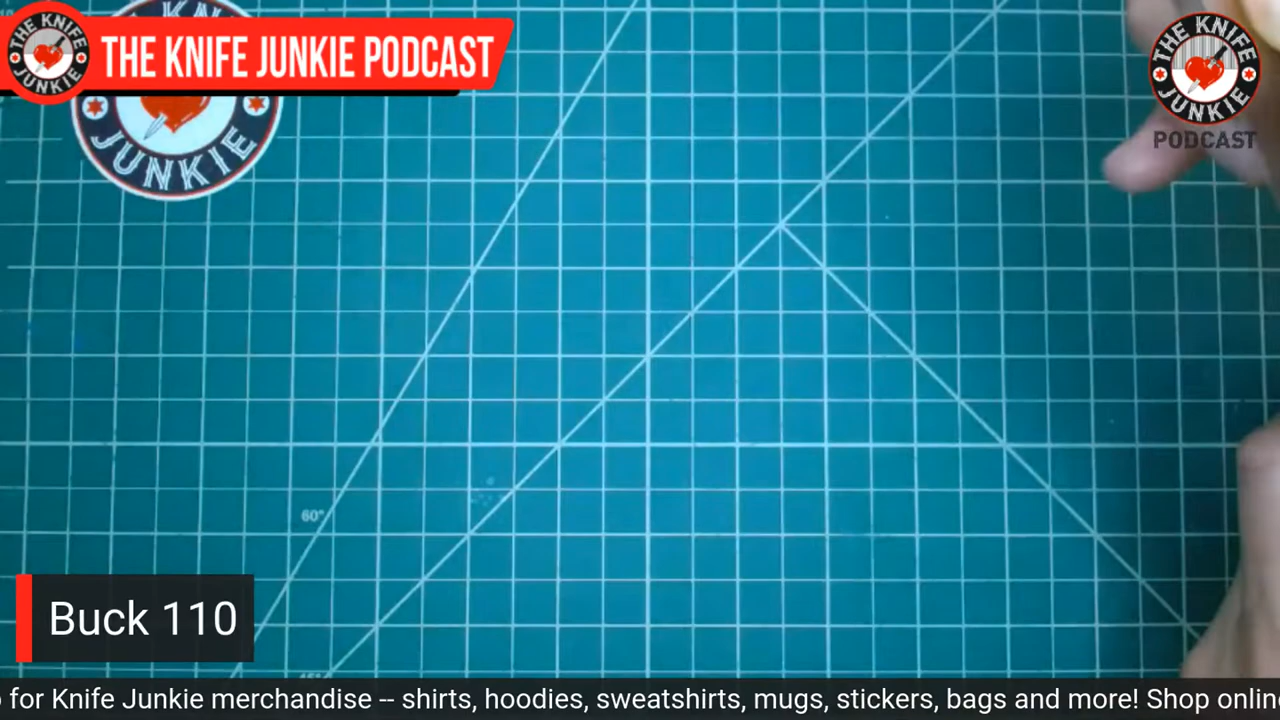 THE KNIFE JUNKIE
THE KNIFE JUNKIE PODCAST
KNIFE
JUNKIE
THE KNIFE JUNKIE
PODCAST
60°
Buck 110
for Knife Junkie merchandise -- shirts, hoodies, sweatshirts, mugs, stickers, bags and more! Shop